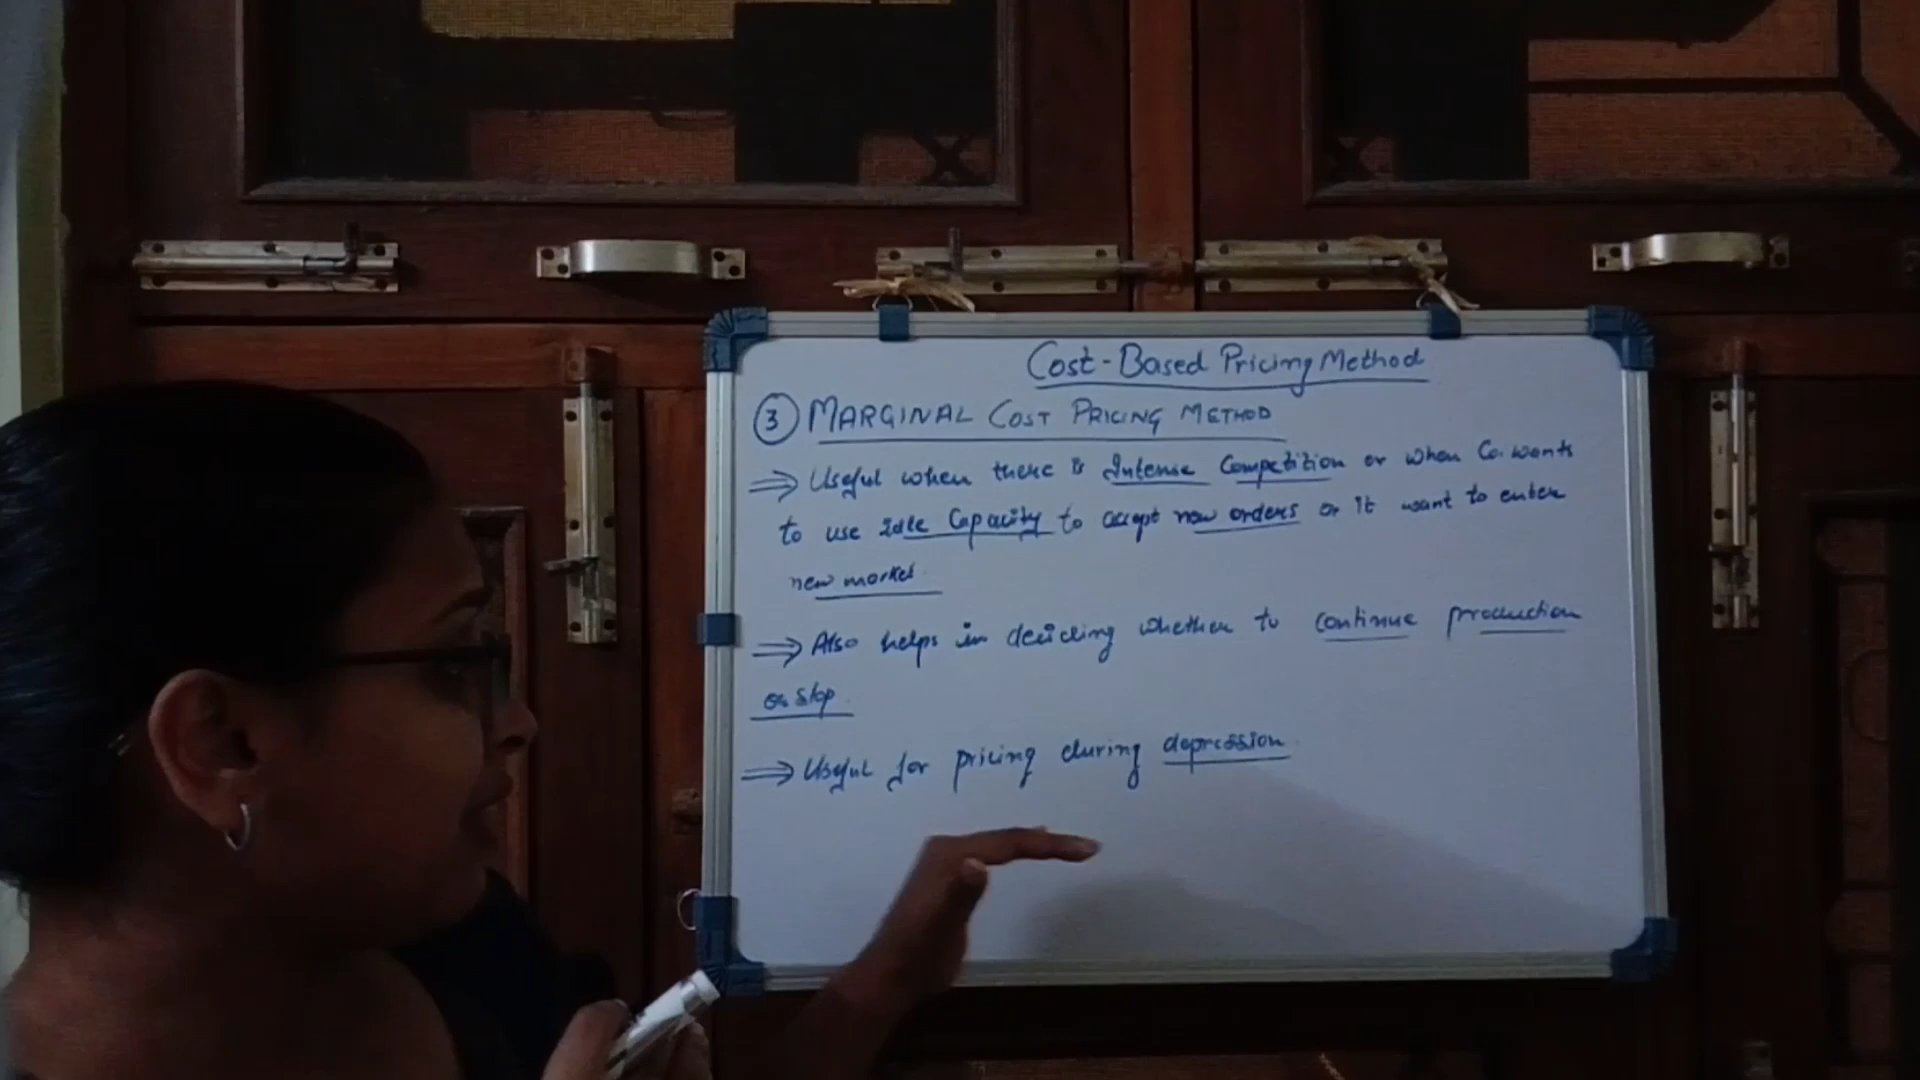 Cost-Based Pricing Method
3 MARGINAL COST PRICING METHOD
⇒ Useful when there is Intense Competition or when Co. wants
to use idle Capacity to accept new orders or it want to enter
new market.
⇒ Also helps in deciding whether to continue production
or stop.
⇒ Useful for pricing during depression.